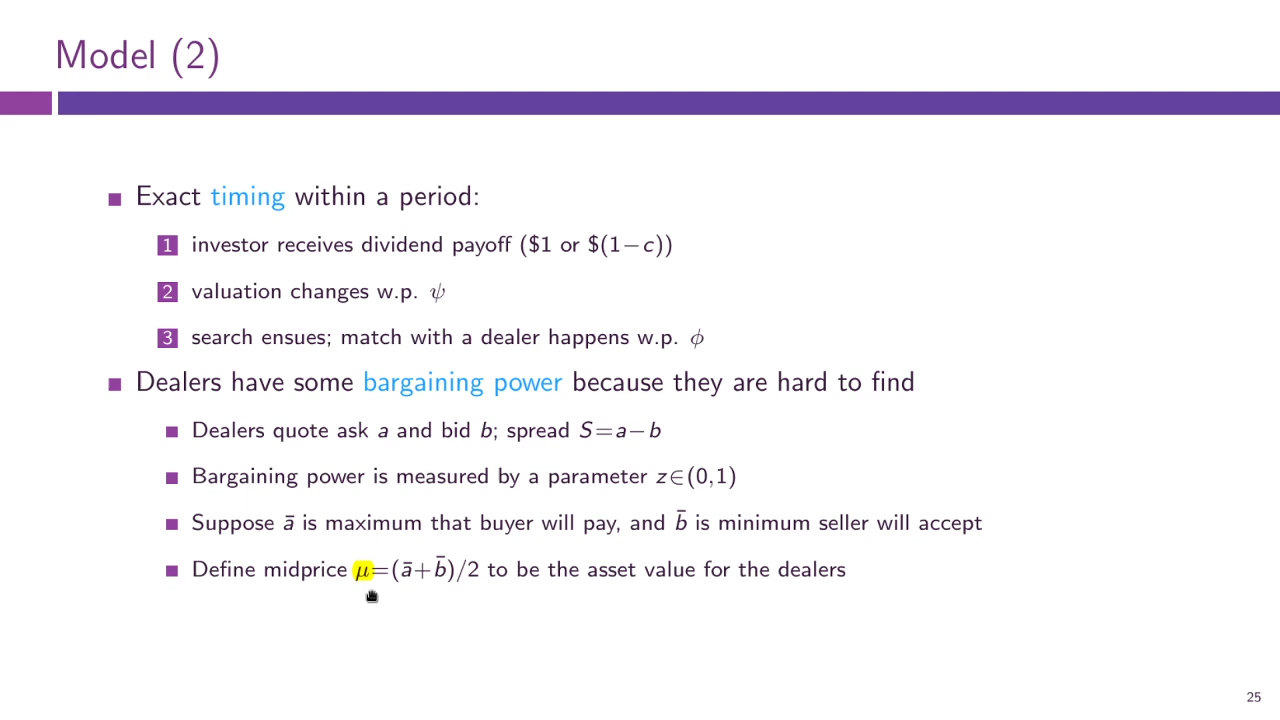 Model (2)
Exact timing within a period:
1 investor receives dividend payoff ($1 or $(1−c))
2 valuation changes w.p. ψ
3 search ensues; match with a dealer happens w.p. ϕ
Dealers have some bargaining power because they are hard to find
Dealers quote ask a and bid b; spread S=a−b
Bargaining power is measured by a parameter z∈(0,1)
Suppose ā is maximum that buyer will pay, and b̄ is minimum seller will accept
Define midprice μ=(ā+b̄)/2 to be the asset value for the dealers
25